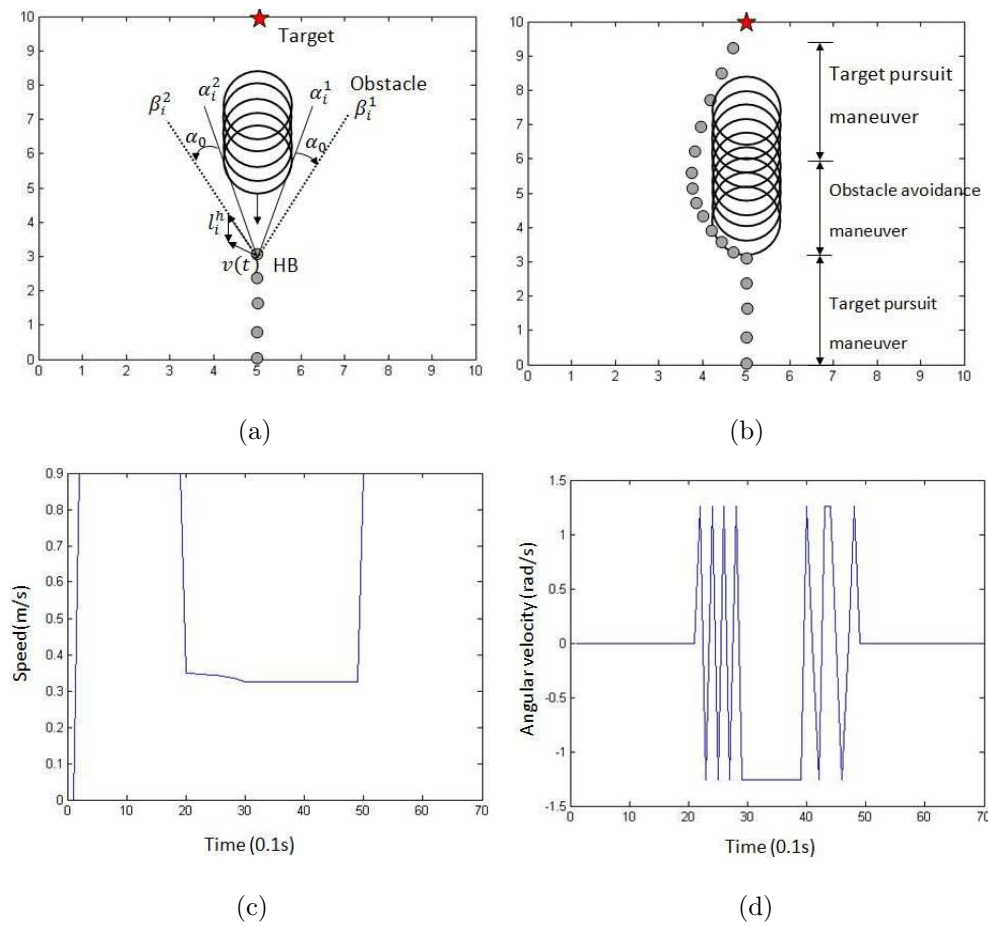 10
9
8
7
6
5
4
3
2
1
0
0 1 2 3 4 5 6 7 8 9 10
Target
Obstacle
β_i^2 α_i^2 α_i^1 β_i^1
α_0 α_0
l_i^h
v(t) HB
(a)
10
9
8
7
6
5
4
3
2
1
0
0 1 2 3 4 5 6 7 8 9 10
Target pursuit
maneuver
Obstacle avoidance
maneuver
Target pursuit
maneuver
(b)
Speed(m/s)
0.9
0.8
0.7
0.6
0.5
0.4
0.3
0.2
0.1
0
0 10 20 30 40 50 60 70
Time (0.1s)
(c)
Angular velocity (rad/s)
1.5
1
0.5
0
-0.5
-1
-1.5
0 10 20 30 40 50 60 70
Time (0.1s)
(d)